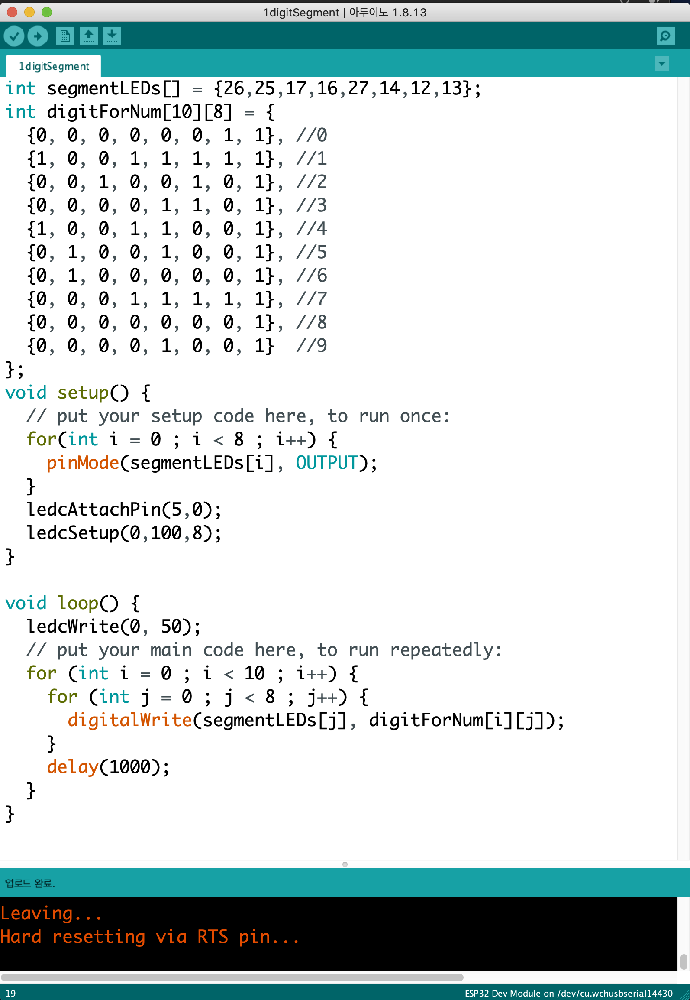 1digitSegment | 아두이노 1.8.13
1digitSegment
int segmentLEDs[] = {26,25,17,16,27,14,12,13};
int digitForNum[10][8] = {
  {0, 0, 0, 0, 0, 0, 1, 1}, //0
  {1, 0, 0, 1, 1, 1, 1, 1}, //1
  {0, 0, 1, 0, 0, 1, 0, 1}, //2
  {0, 0, 0, 0, 1, 1, 0, 1}, //3
  {1, 0, 0, 1, 1, 0, 0, 1}, //4
  {0, 1, 0, 0, 1, 0, 0, 1}, //5
  {0, 1, 0, 0, 0, 0, 0, 1}, //6
  {0, 0, 0, 1, 1, 1, 1, 1}, //7
  {0, 0, 0, 0, 0, 0, 0, 1}, //8
  {0, 0, 0, 0, 1, 0, 0, 1}  //9
};
void setup() {
  // put your setup code here, to run once:
  for(int i = 0 ; i < 8 ; i++) {
    pinMode(segmentLEDs[i], OUTPUT);
  }
  ledcAttachPin(5,0);
  ledcSetup(0,100,8);
}

void loop() {
  ledcWrite(0, 50);
  // put your main code here, to run repeatedly:
  for (int i = 0 ; i < 10 ; i++) {
    for (int j = 0 ; j < 8 ; j++) {
      digitalWrite(segmentLEDs[j], digitForNum[i][j]);
    }
    delay(1000);
  }
}
업로드 완료.
Leaving...
Hard resetting via RTS pin...
19
ESP32 Dev Module on /dev/cu.wchusbserial14430